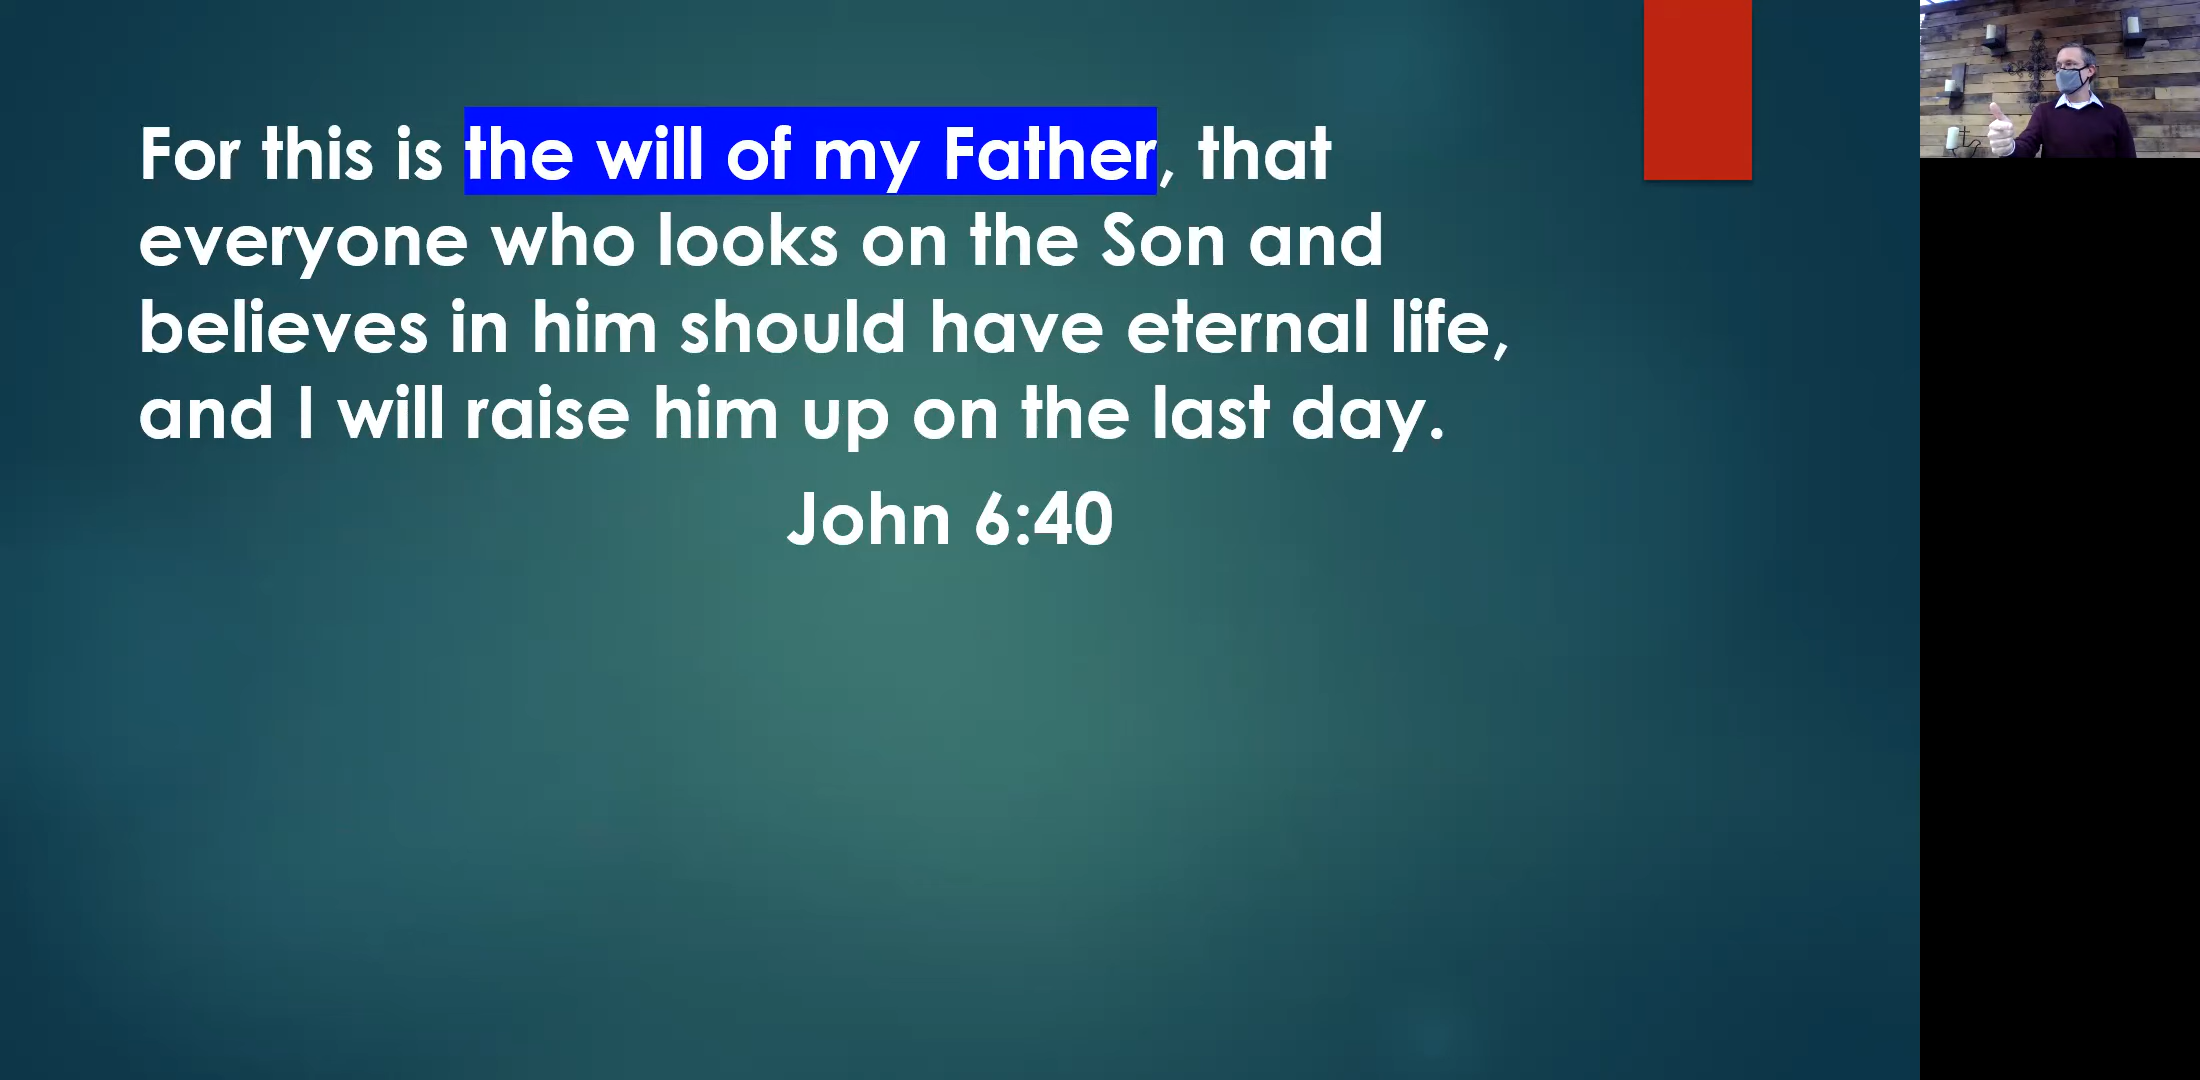 For this is the will of my Father, that
everyone who looks on the Son and
believes in him should have eternal life,
and I will raise him up on the last day.
John 6:40